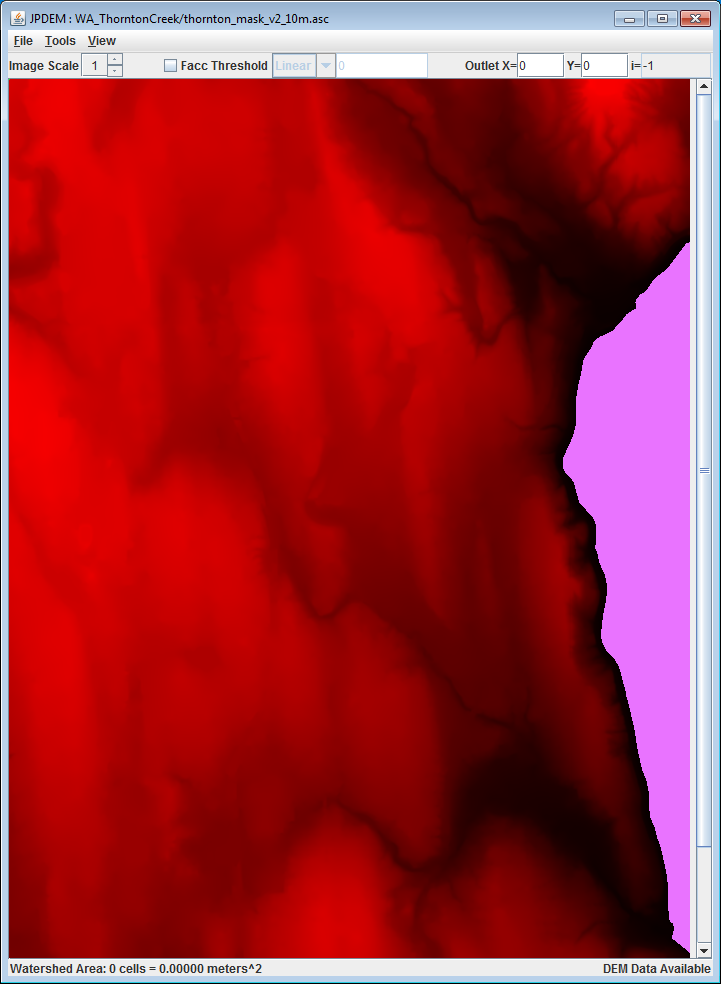 JPDEM : WA_ThorntonCreek/thornton_mask_v2_10m.asc
File Tools View
Image Scale 1 Facc Threshold Linear 0 Outlet X= 0 Y= 0 i= -1
Watershed Area: 0 cells = 0.00000 meters^2 DEM Data Available